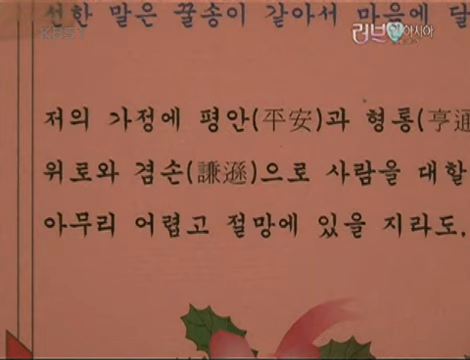 선한 말은 꿀송이 같아서 마음에 달
KBS
러브 인 아시아
저의 가정에 평안(平安)과 형통(亨通
위로와 겸손(謙遜)으로 사람을 대할
아무리 어렵고 절망에 있을 지라도.